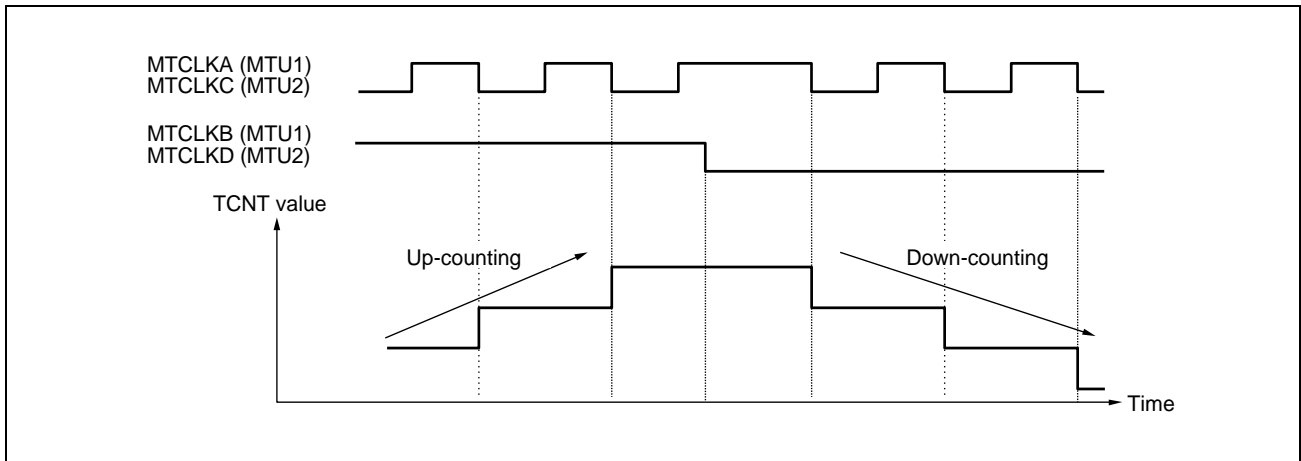 MTCLKA (MTU1)
MTCLKC (MTU2)
MTCLKB (MTU1)
MTCLKD (MTU2)
TCNT value
Up-counting
Down-counting
Time